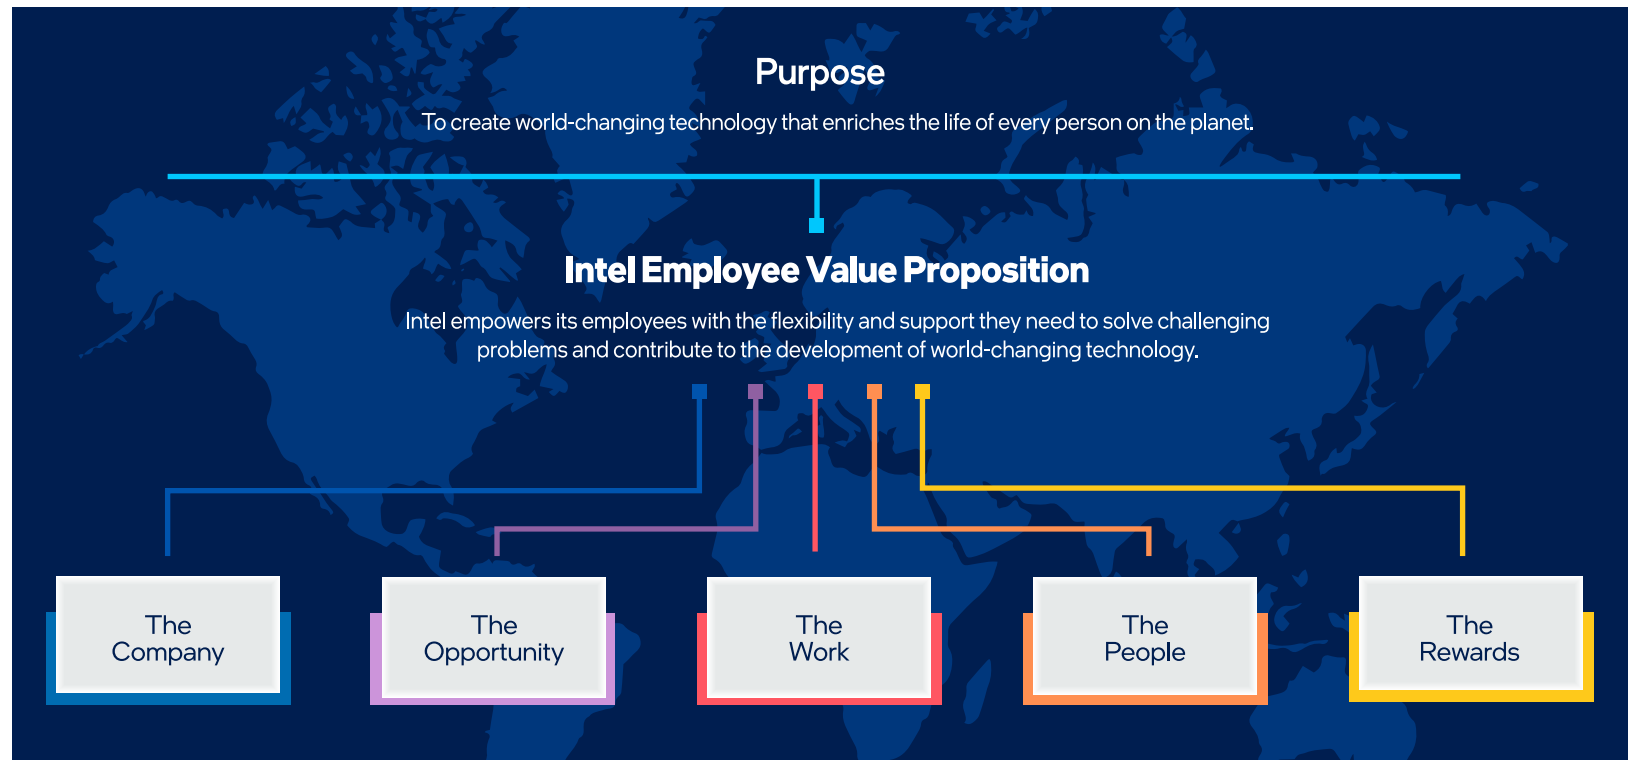 Purpose
To create world-changing technology that enriches the life of every person on the planet.
Intel Employee Value Proposition
Intel empowers its employees with the flexibility and support they need to solve challenging
problems and contribute to the development of world-changing technology.
The
Company
The
Opportunity
The
Work
The
People
The
Rewards